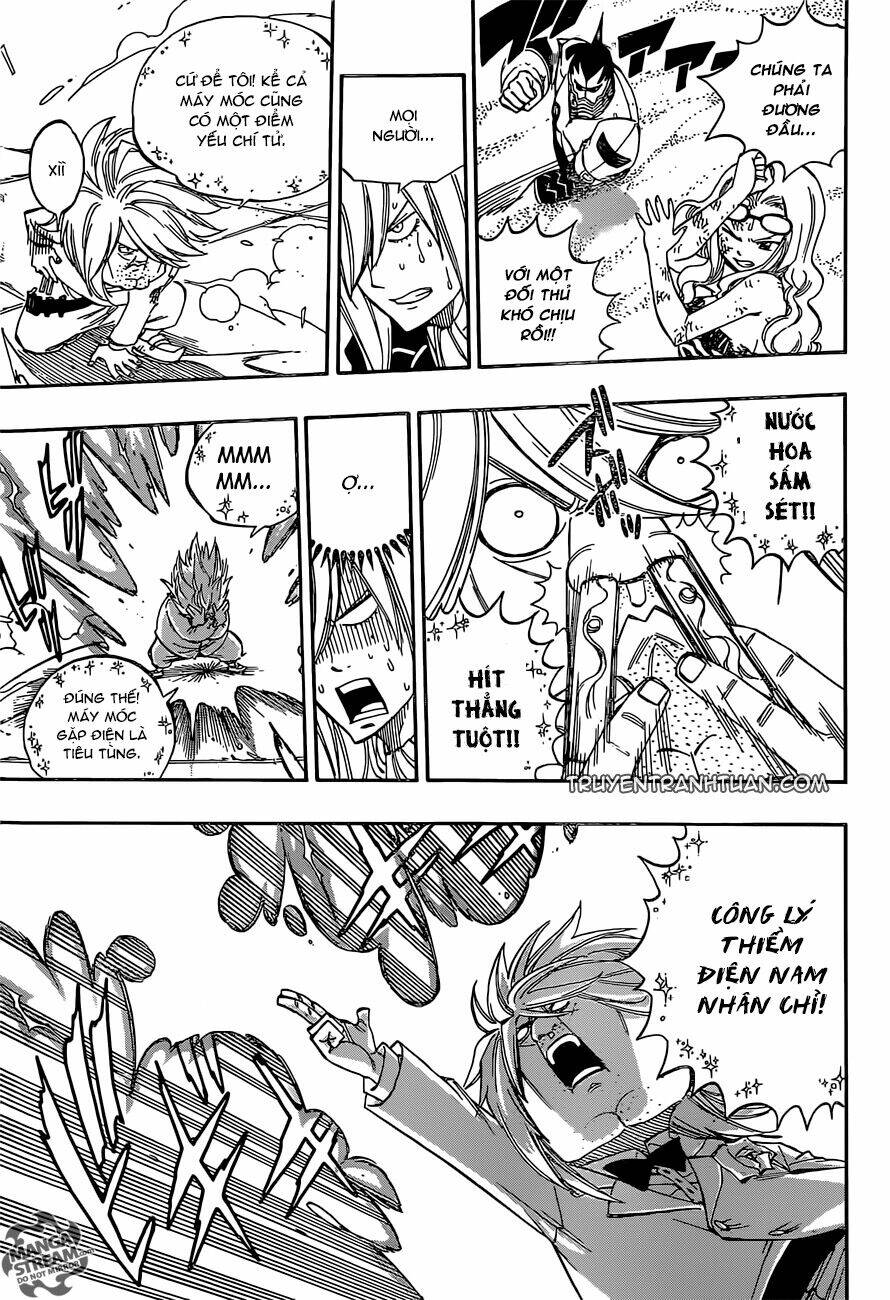 CHÚNG TA
PHẢI
ĐƯƠNG
ĐẦU...
VỚI MỘT
ĐỐI THỦ
KHÓ CHỊU
RỒI!!
MỌI
NGƯỜI...
CỨ ĐỂ TÔI! KỂ CẢ
MÁY MÓC CŨNG
CÓ MỘT ĐIỂM
YẾU CHÍ TỬ.
XÌÌ
NƯỚC
HOA
SẤM
SÉT!!
HÍT
THẲNG
TUỘT!!
Ợ...
MMM
MM...
ĐÚNG THẾ!
MÁY MÓC
GẶP ĐIỆN LÀ
TIÊU TÙNG.
TRUYENTRANHTUAN.COM
CÔNG LÝ
THIỂM
ĐIỆN NAM
NHÂN CHỈ!
MANGA
STREAM.com
DO NOT MIRROR